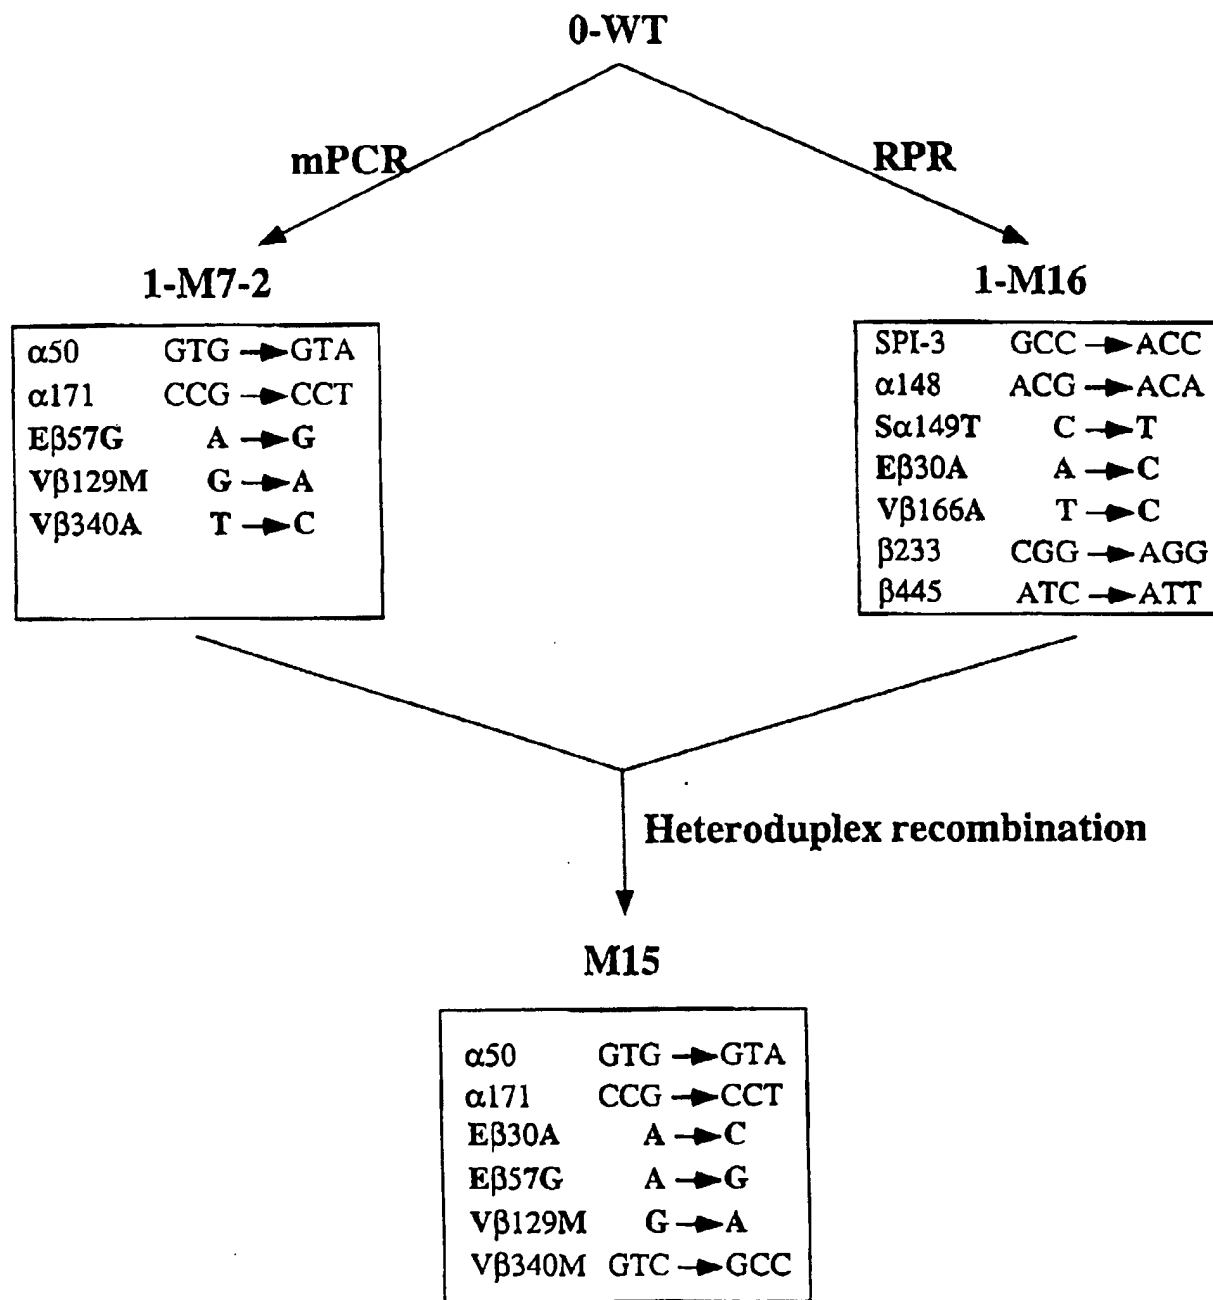 0-WT
mPCR
RPR
1-M7-2
α50 GTG → GTA
α171 CCG → CCT
Eβ57G A → G
Vβ129M G → A
Vβ340A T → C
1-M16
SPI-3 GCC → ACC
α148 ACG → ACA
Sα149T C → T
Eβ30A A → C
Vβ166A T → C
β233 CGG → AGG
β445 ATC → ATT
Heteroduplex recombination
M15
α50 GTG → GTA
α171 CCG → CCT
Eβ30A A → C
Eβ57G A → G
Vβ129M G → A
Vβ340M GTC → GCC